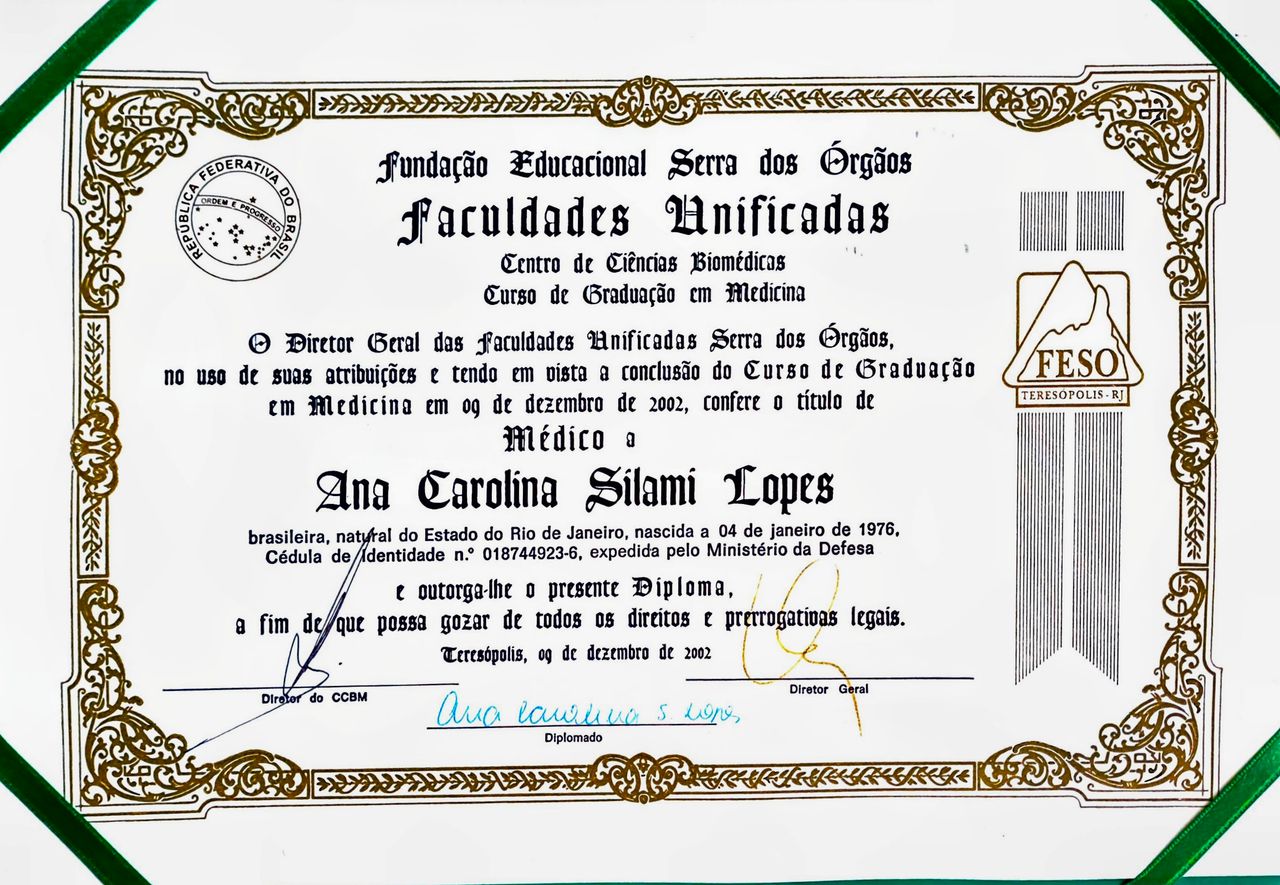 Fundação Educacional Serra dos Órgãos
Faculdades Unificadas
Centro de Ciências Biomédicas
Curso de Graduação em Medicina
REPÚBLICA FEDERATIVA DO BRASIL
ORDEM E PROGRESSO
FESO
TERESÓPOLIS - RJ
O Diretor Geral das Faculdades Unificadas Serra dos Órgãos,
no uso de suas atribuições e tendo em vista a conclusão do Curso de Graduação
em Medicina em 09 de dezembro de 2002, confere o título de
Médico a
Ana Carolina Silami Lopes
brasileira, natural do Estado do Rio de Janeiro, nascida a 04 de janeiro de 1976,
Cédula de Identidade n.º 018744923-6, expedida pelo Ministério da Defesa
e outorga-lhe o presente Diploma,
a fim de que possa gozar de todos os direitos e prerrogativas legais.
Teresópolis, 09 de dezembro de 2002
Diretor do CCBM
Diretor Geral
Ana Carolina S. Lopes
Diplomado